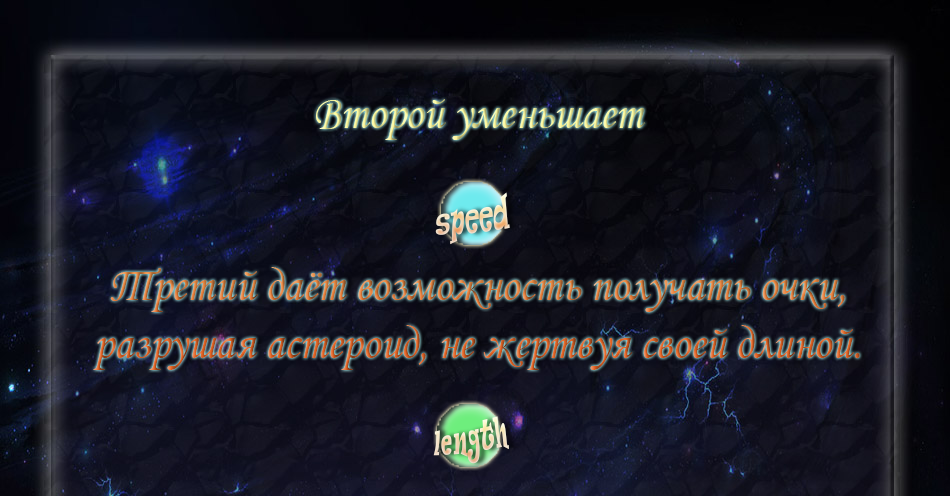 Второй уменьшает
speed
Третий даёт возможность получать очки,
разрушая астероид, не жертвуя своей длиной.
length